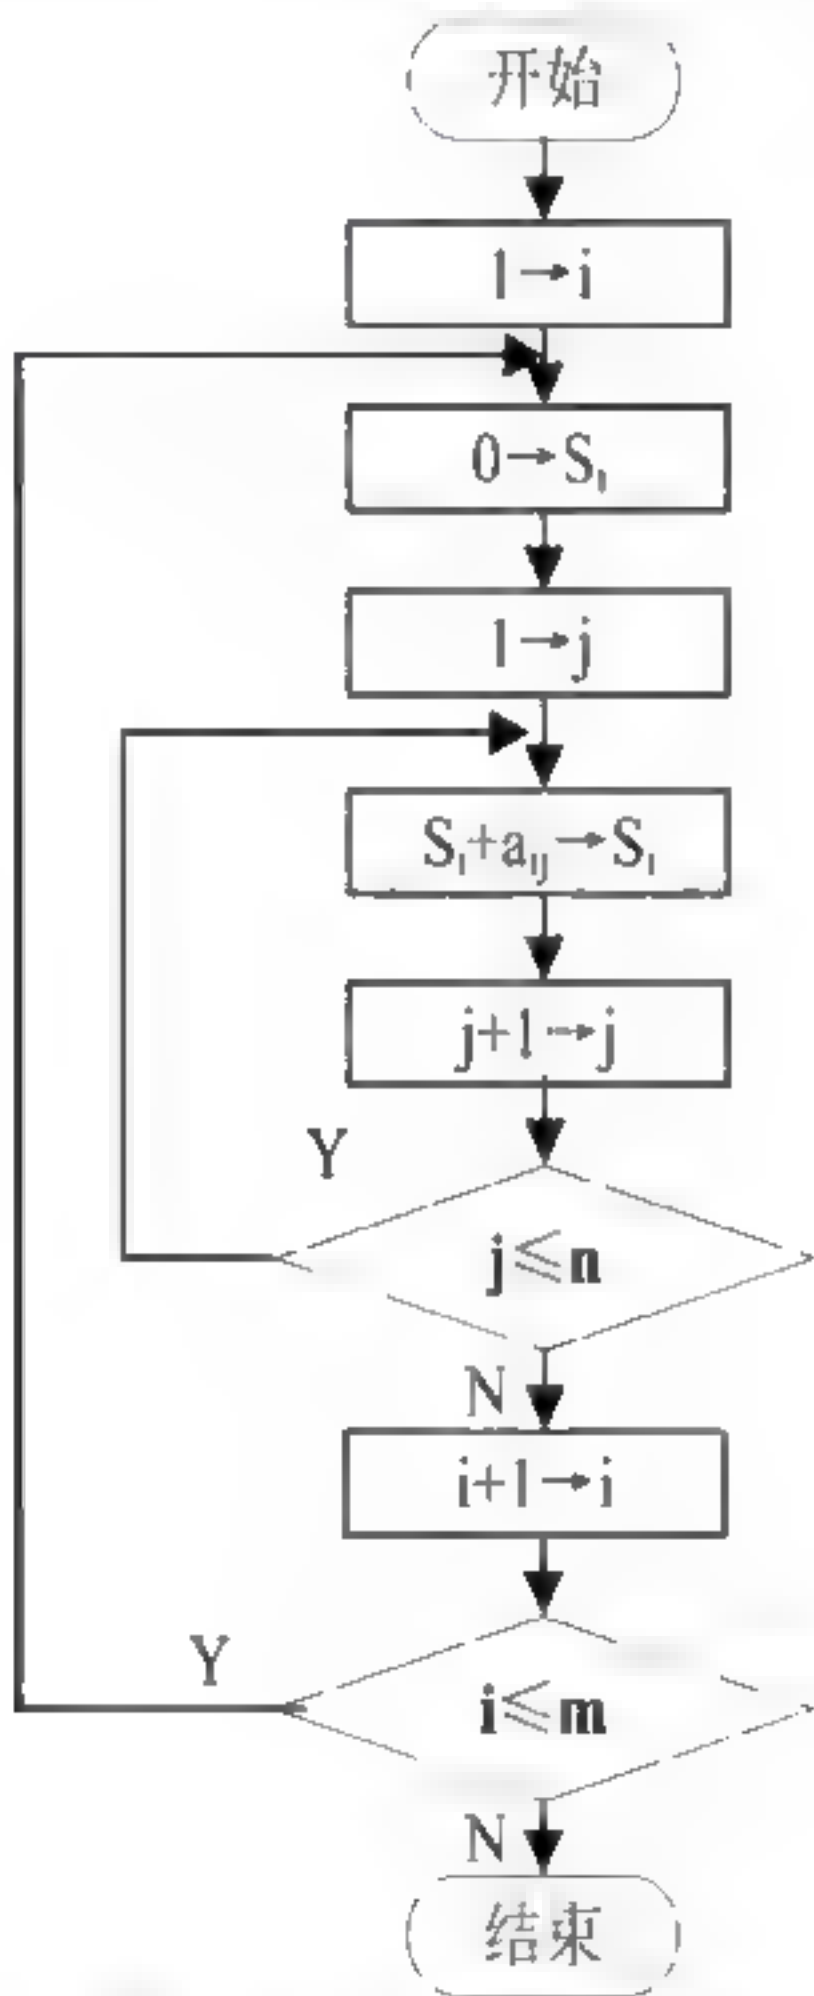 开始
1→i
0→Sᵢ
1→j
Sᵢ+aᵢⱼ→Sᵢ
j+1→j
Y
j≤n
N
i+1→i
Y
i≤m
N
结束